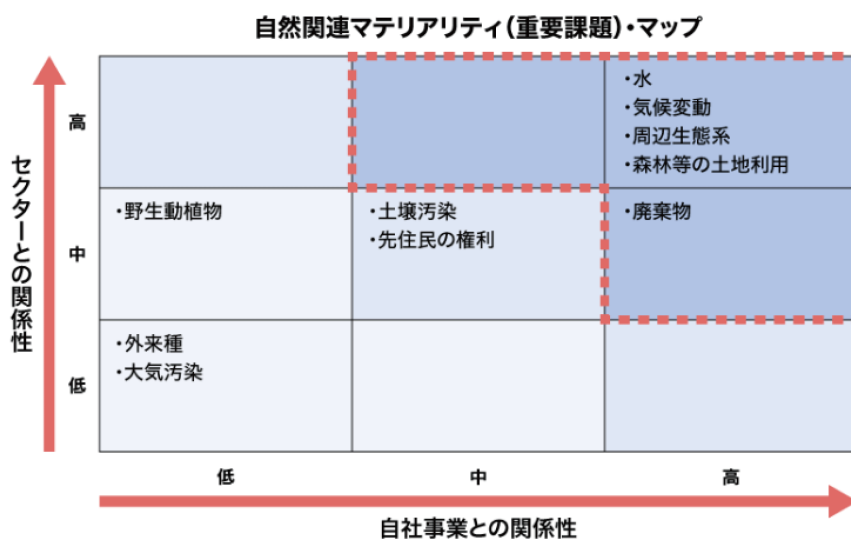 自然関連マテリアリティ（重要課題）・マップ
セクターとの関係性
高
・水
・気候変動
・周辺生態系
・森林等の土地利用
中
・野生動植物
・土壌汚染
・先住民の権利
・廃棄物
低
・外来種
・大気汚染
低
中
高
自社事業との関係性